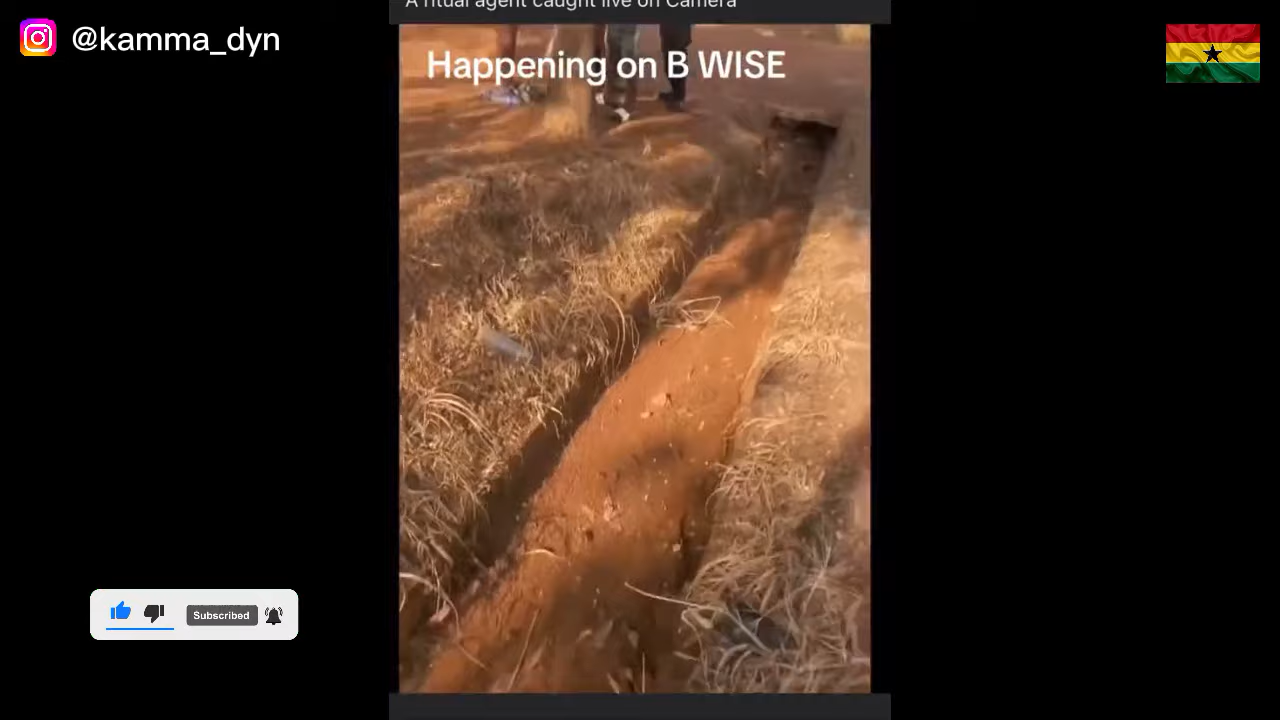 @kamma_dyn
A ritual agent caught live on Camera
Happening on B WISE
Subscribed